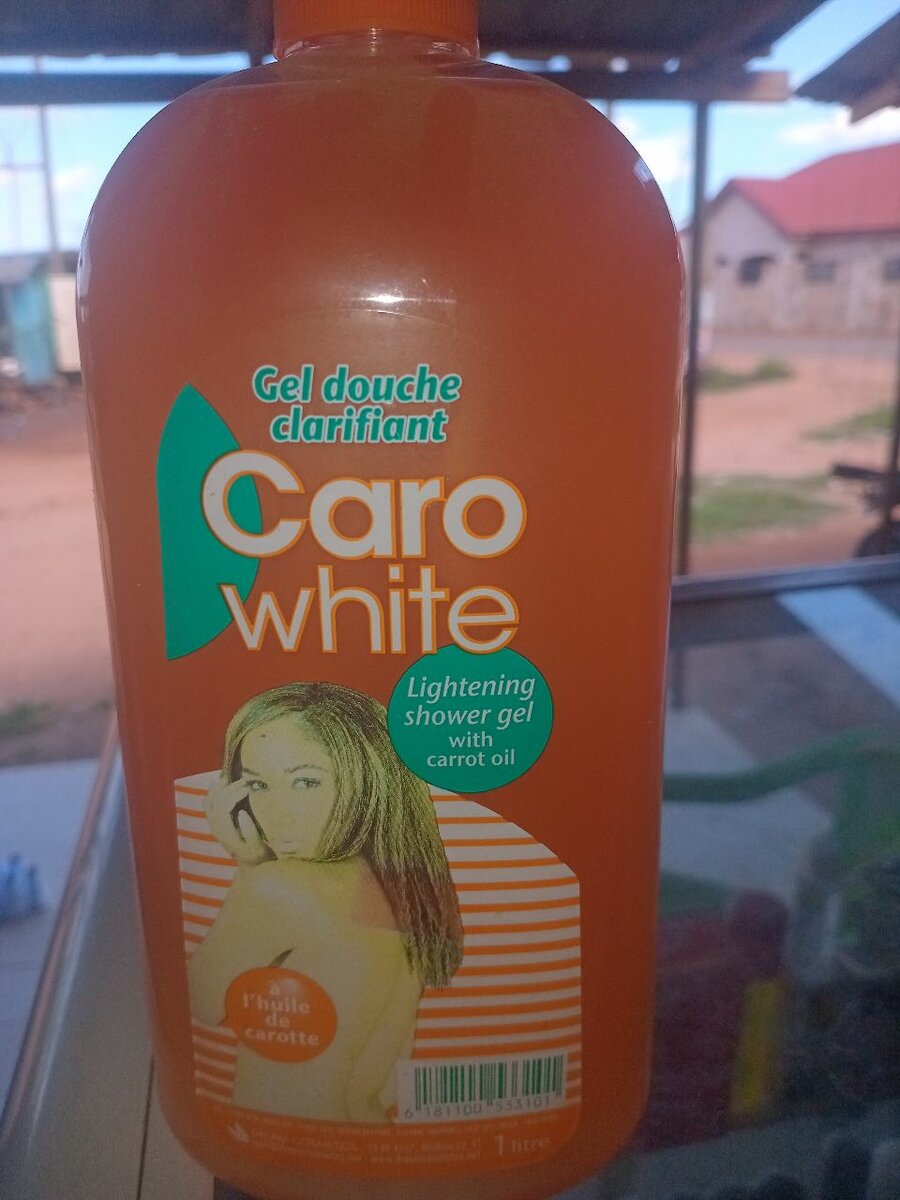 Gel douche
clarifiant
Caro
white
Lightening
shower gel
with
carrot oil
à
l'huile
de
carotte
6 181100 533101
1 litre